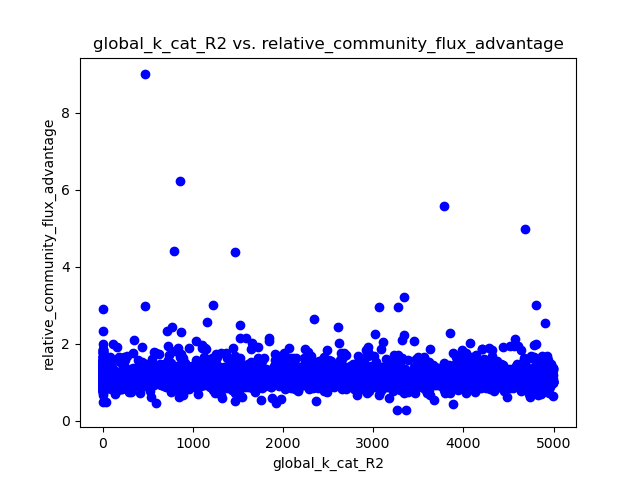 global_k_cat_R2 vs. relative_community_flux_advantage
relative_community_flux_advantage
8
6
4
2
0
0 1000 2000 3000 4000 5000
global_k_cat_R2